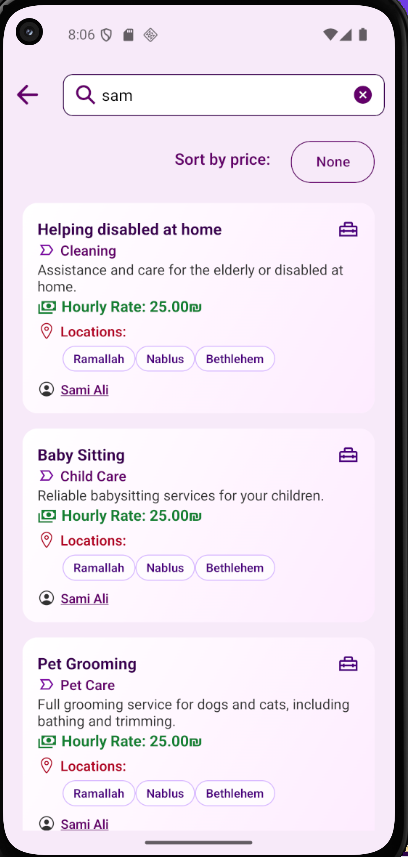 8:06
sam
Sort by price:
None
Helping disabled at home
Cleaning
Assistance and care for the elderly or disabled at
home.
Hourly Rate: 25.00₪
Locations:
Ramallah Nablus Bethlehem
Sami Ali
Baby Sitting
Child Care
Reliable babysitting services for your children.
Hourly Rate: 25.00₪
Locations:
Ramallah Nablus Bethlehem
Sami Ali
Pet Grooming
Pet Care
Full grooming service for dogs and cats, including
bathing and trimming.
Hourly Rate: 25.00₪
Locations:
Ramallah Nablus Bethlehem
Sami Ali